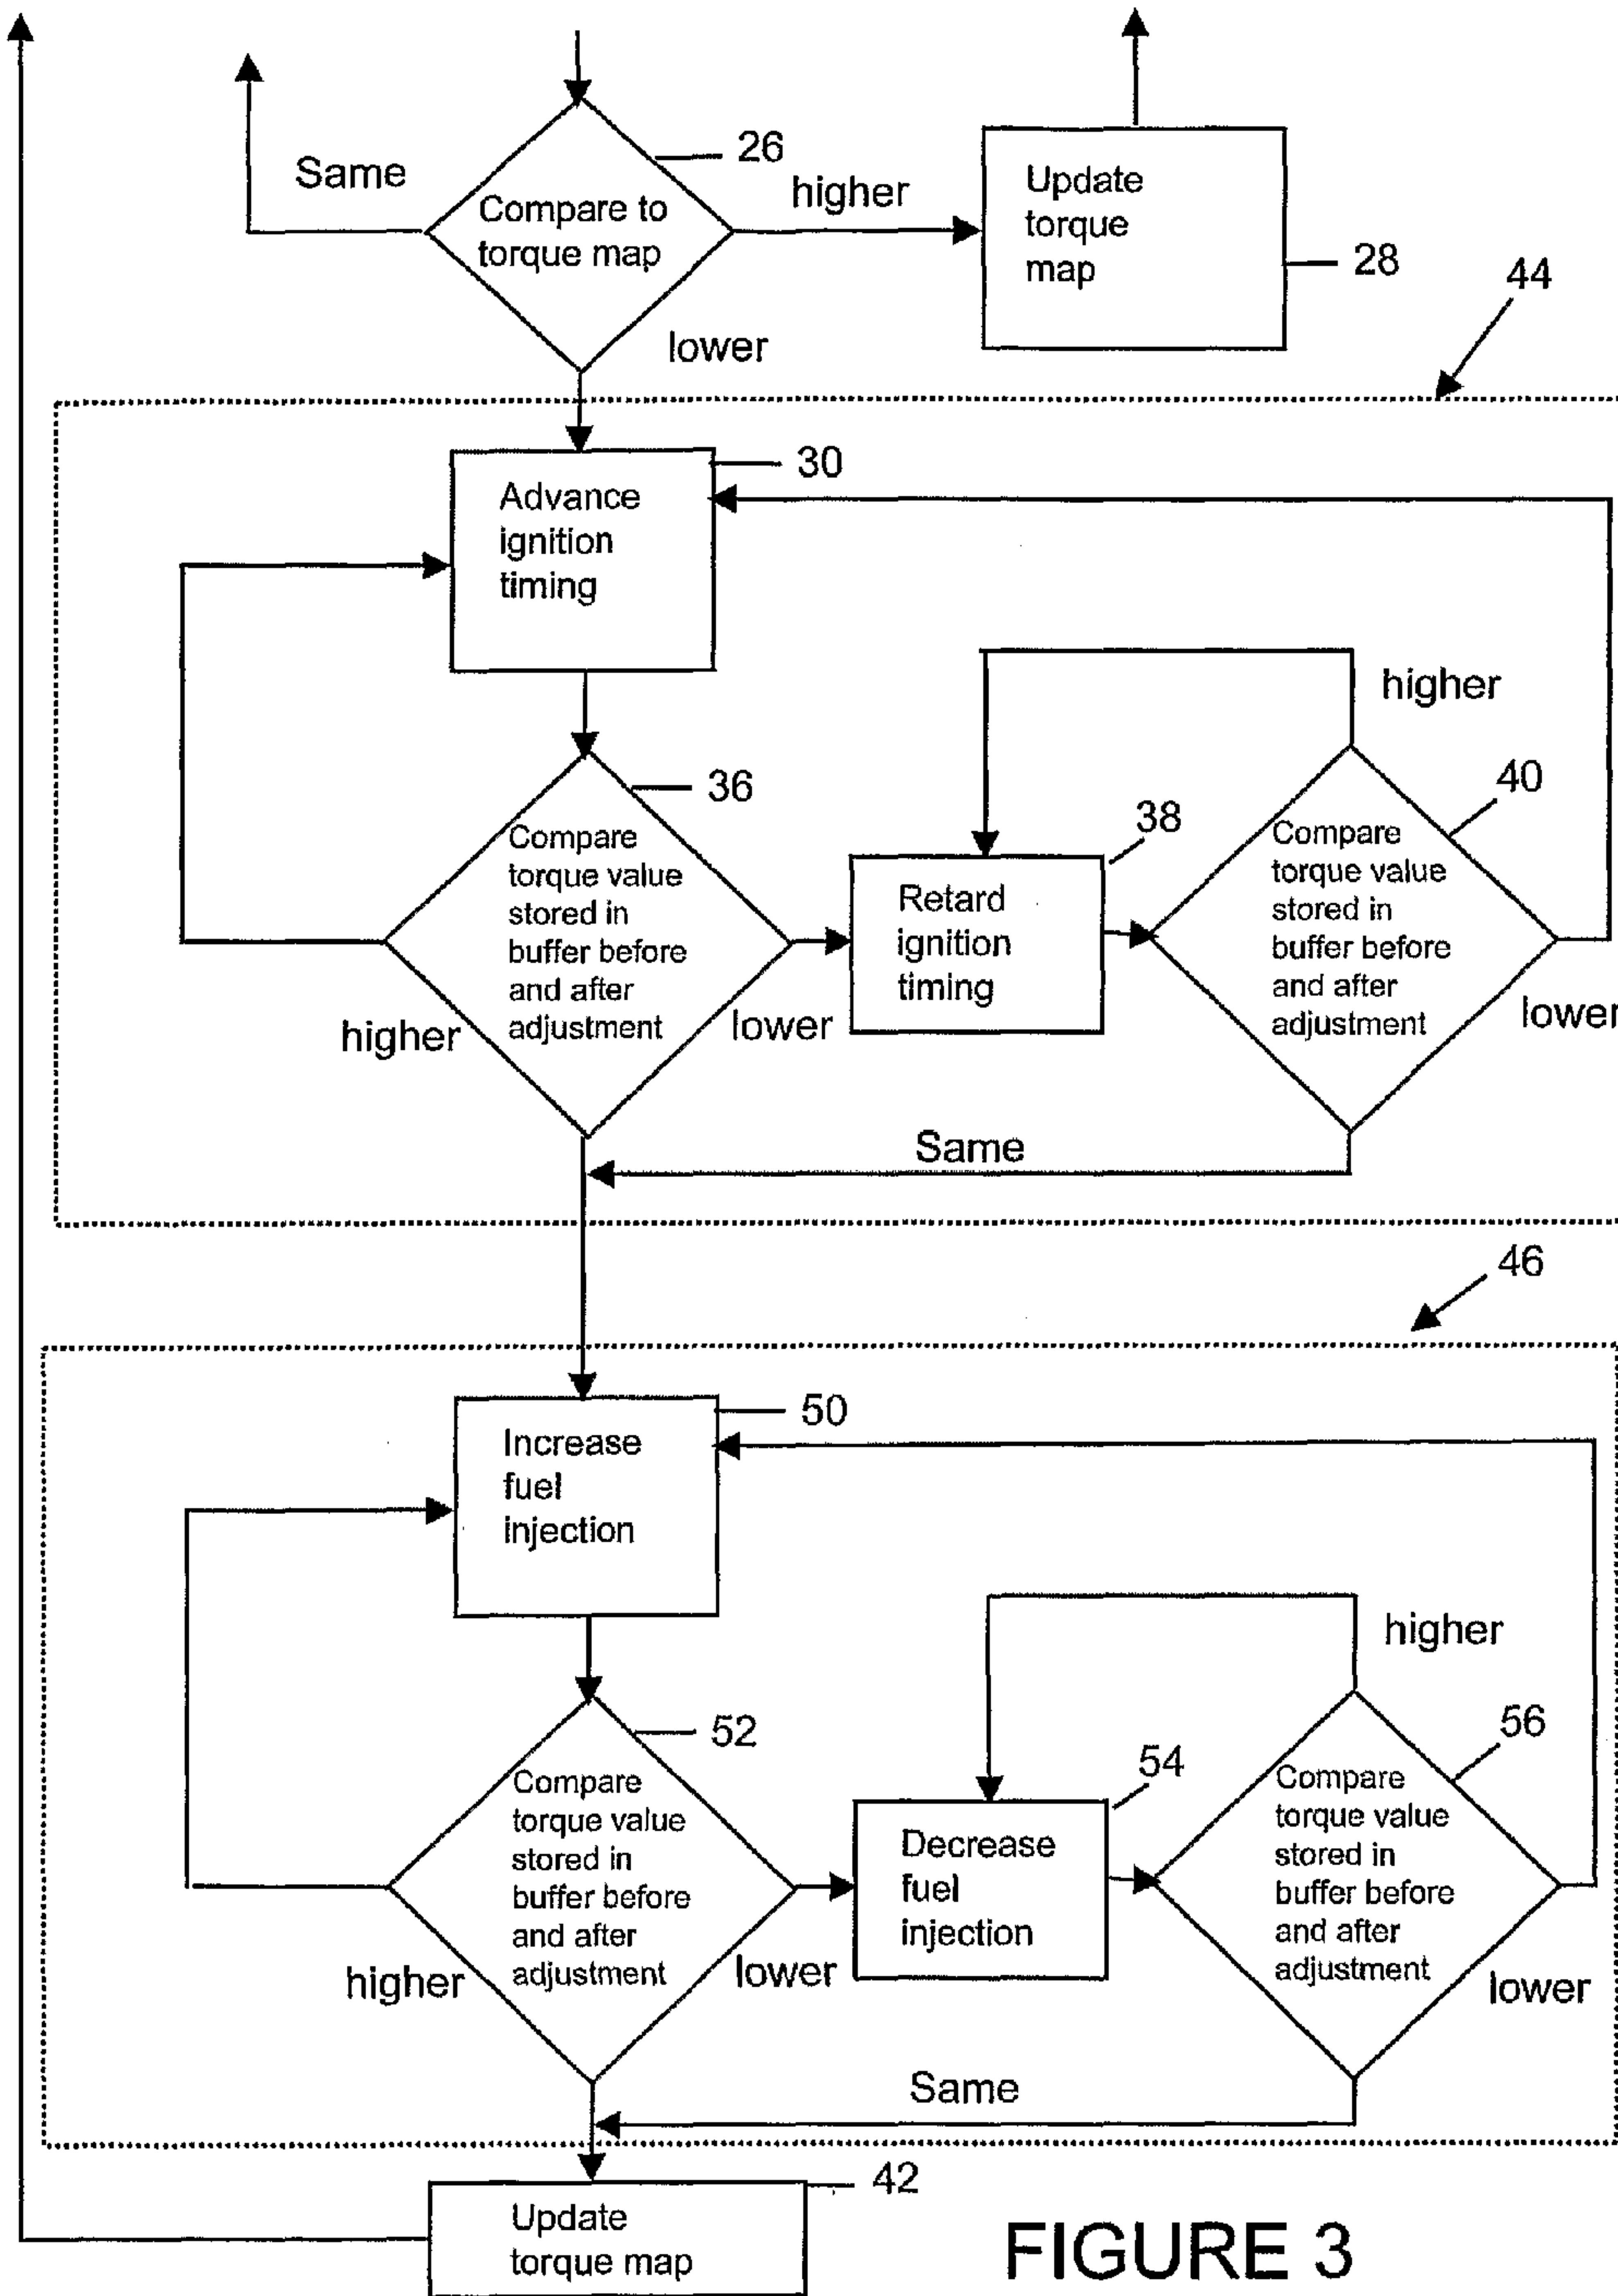 26
Same
higher
Compare to
torque map
Update
torque
map
28
44
lower
30
Advance
ignition
timing
higher
36
40
38
Compare
torque value
stored in
buffer before
and after
adjustment
Retard
ignition
timing
Compare
torque value
stored in
buffer before
and after
adjustment
higher
lower
lower
Same
46
50
Increase
fuel
injection
higher
52
56
54
Compare
torque value
stored in
buffer before
and after
adjustment
Decrease
fuel
injection
Compare
torque value
stored in
buffer before
and after
adjustment
higher
lower
lower
Same
42
Update
torque map
FIGURE 3